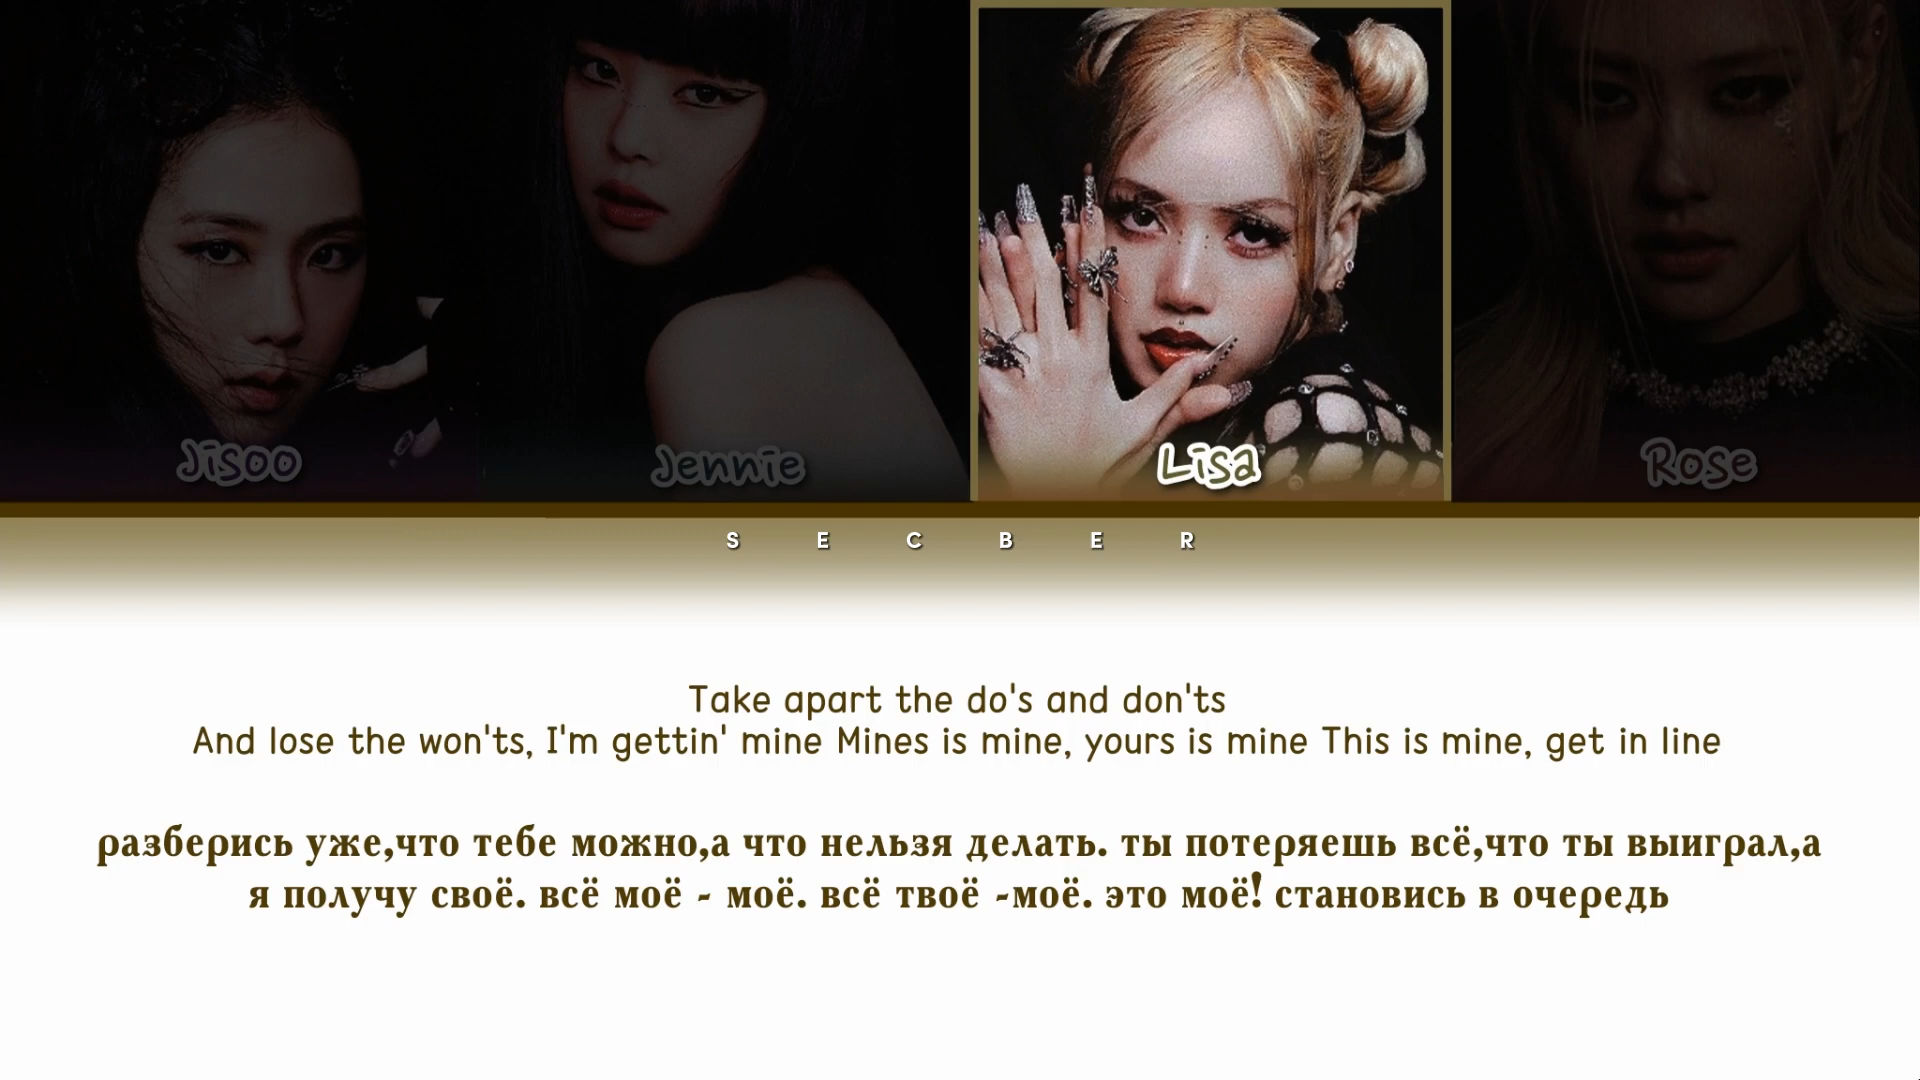 Jisoo Jennie Lisa Rose
S E C B E R
Take apart the do's and don'ts
And lose the won'ts, I'm gettin' mine Mines is mine, yours is mine This is mine, get in line
разберись уже,что тебе можно,а что нельзя делать. ты потеряешь всё,что ты выиграл,а
я получу своё. всё моё - моё. всё твоё -моё. это моё! становись в очередь